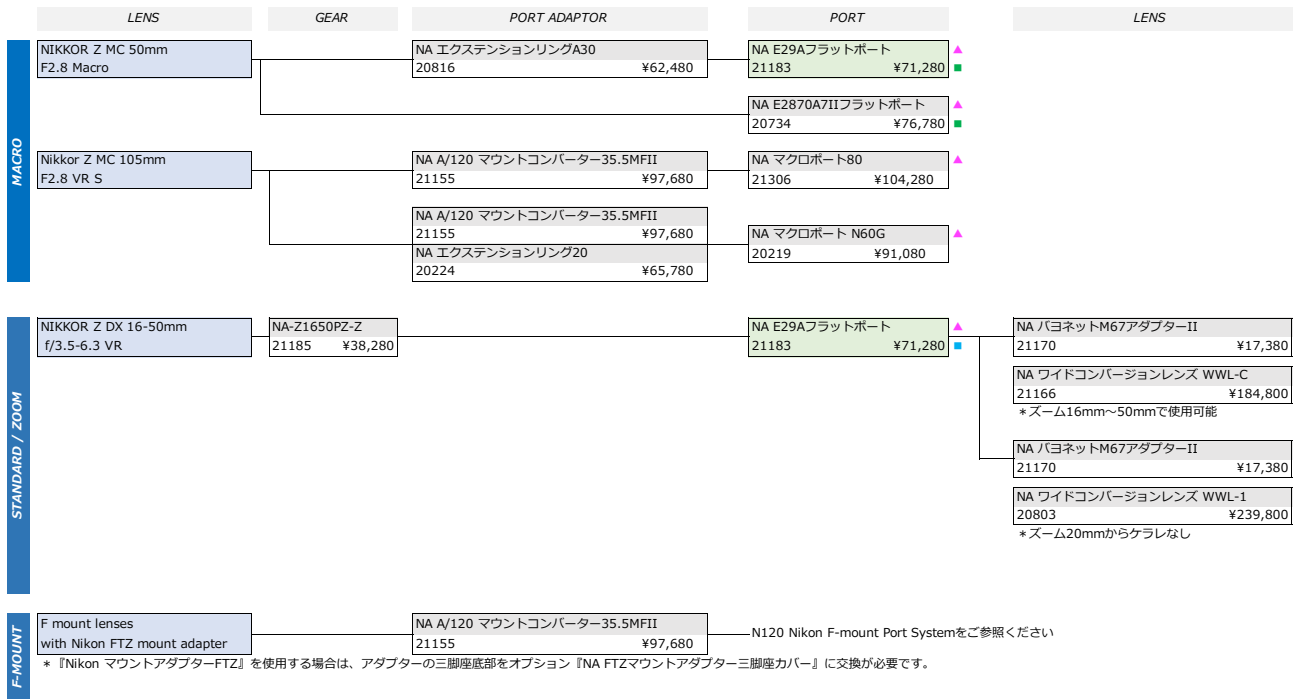 LENS
GEAR
PORT ADAPTOR
PORT
LENS
MACRO
NIKKOR Z MC 50mm
F2.8 Macro
NA エクステンションリングA30
20816 ¥62,480
NA E29Aフラットポート
21183 ¥71,280
NA E2870A7IIフラットポート
20734 ¥76,780
Nikkor Z MC 105mm
F2.8 VR S
NA A/120 マウントコンバーター35.5MFII
21155 ¥97,680
NA マクロポート80
21306 ¥104,280
NA A/120 マウントコンバーター35.5MFII
21155 ¥97,680
NA エクステンションリング20
20224 ¥65,780
NA マクロポート N60G
20219 ¥91,080
STANDARD / ZOOM
NIKKOR Z DX 16-50mm
f/3.5-6.3 VR
NA-Z1650PZ-Z
21185 ¥38,280
NA E29Aフラットポート
21183 ¥71,280
NA バヨネットM67アダプターII
21170 ¥17,380
NA ワイドコンバージョンレンズ WWL-C
21166 ¥184,800
＊ズーム16mm～50mmで使用可能
NA バヨネットM67アダプターII
21170 ¥17,380
NA ワイドコンバージョンレンズ WWL-1
20803 ¥239,800
＊ズーム20mmからケラレなし
F-MOUNT
F mount lenses
with Nikon FTZ mount adapter
NA A/120 マウントコンバーター35.5MFII
21155 ¥97,680
N120 Nikon F-mount Port Systemをご参照ください
＊『Nikon マウントアダプターFTZ』を使用する場合は、アダプターの三脚座底部をオプション『NA FTZマウントアダプター三脚座カバー』に交換が必要です。